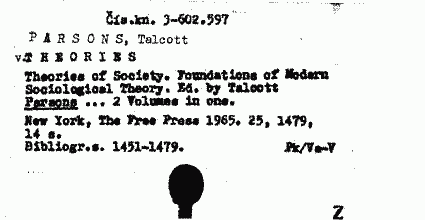 Čís.kn. 3-602.597
PARSONS, Talcott
v.THEORIES
Theories of Society. Foundations of Modern
Sociological Theory. Ed. by Talcott
Parsons ... 2 Volumes in one.
New York, The Free Press 1965. 25, 1479,
14 s.
Bibliogr.s. 1451-1479. Pk/Va-V
Z